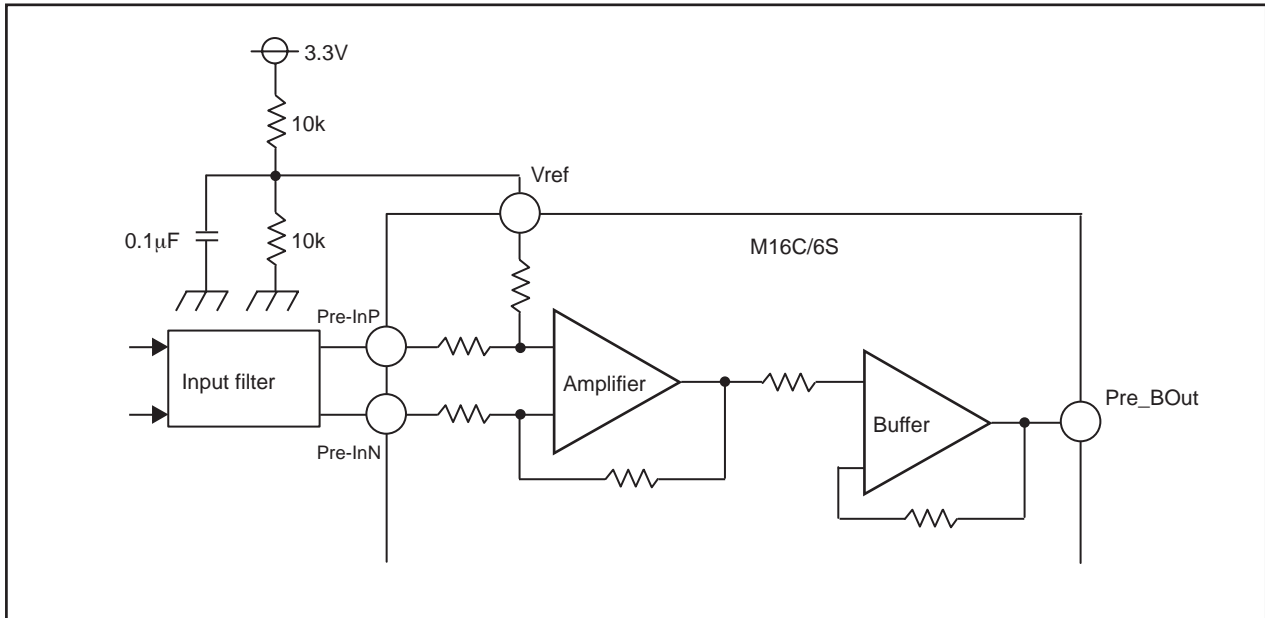 3.3V
10k
Vref
0.1μF
10k
M16C/6S
Pre-InP
Input filter
Amplifier
Pre_BOut
Buffer
Pre-InN